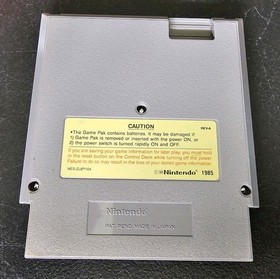 CAUTION
REV-A
•The Game Pak contains batteries. It may be damaged if
1) Game Pak is removed or inserted with the power ON, or
2) the power switch is turned rapidly ON and OFF.
If you are saving your game information for later play, you must hold
in the reset button on the Control Deck while turning off the power.
Failure to do so may result in the loss of your stored information.
©®Nintendo 1985
Nintendo
PAT. PEND. MADE IN JAPAN